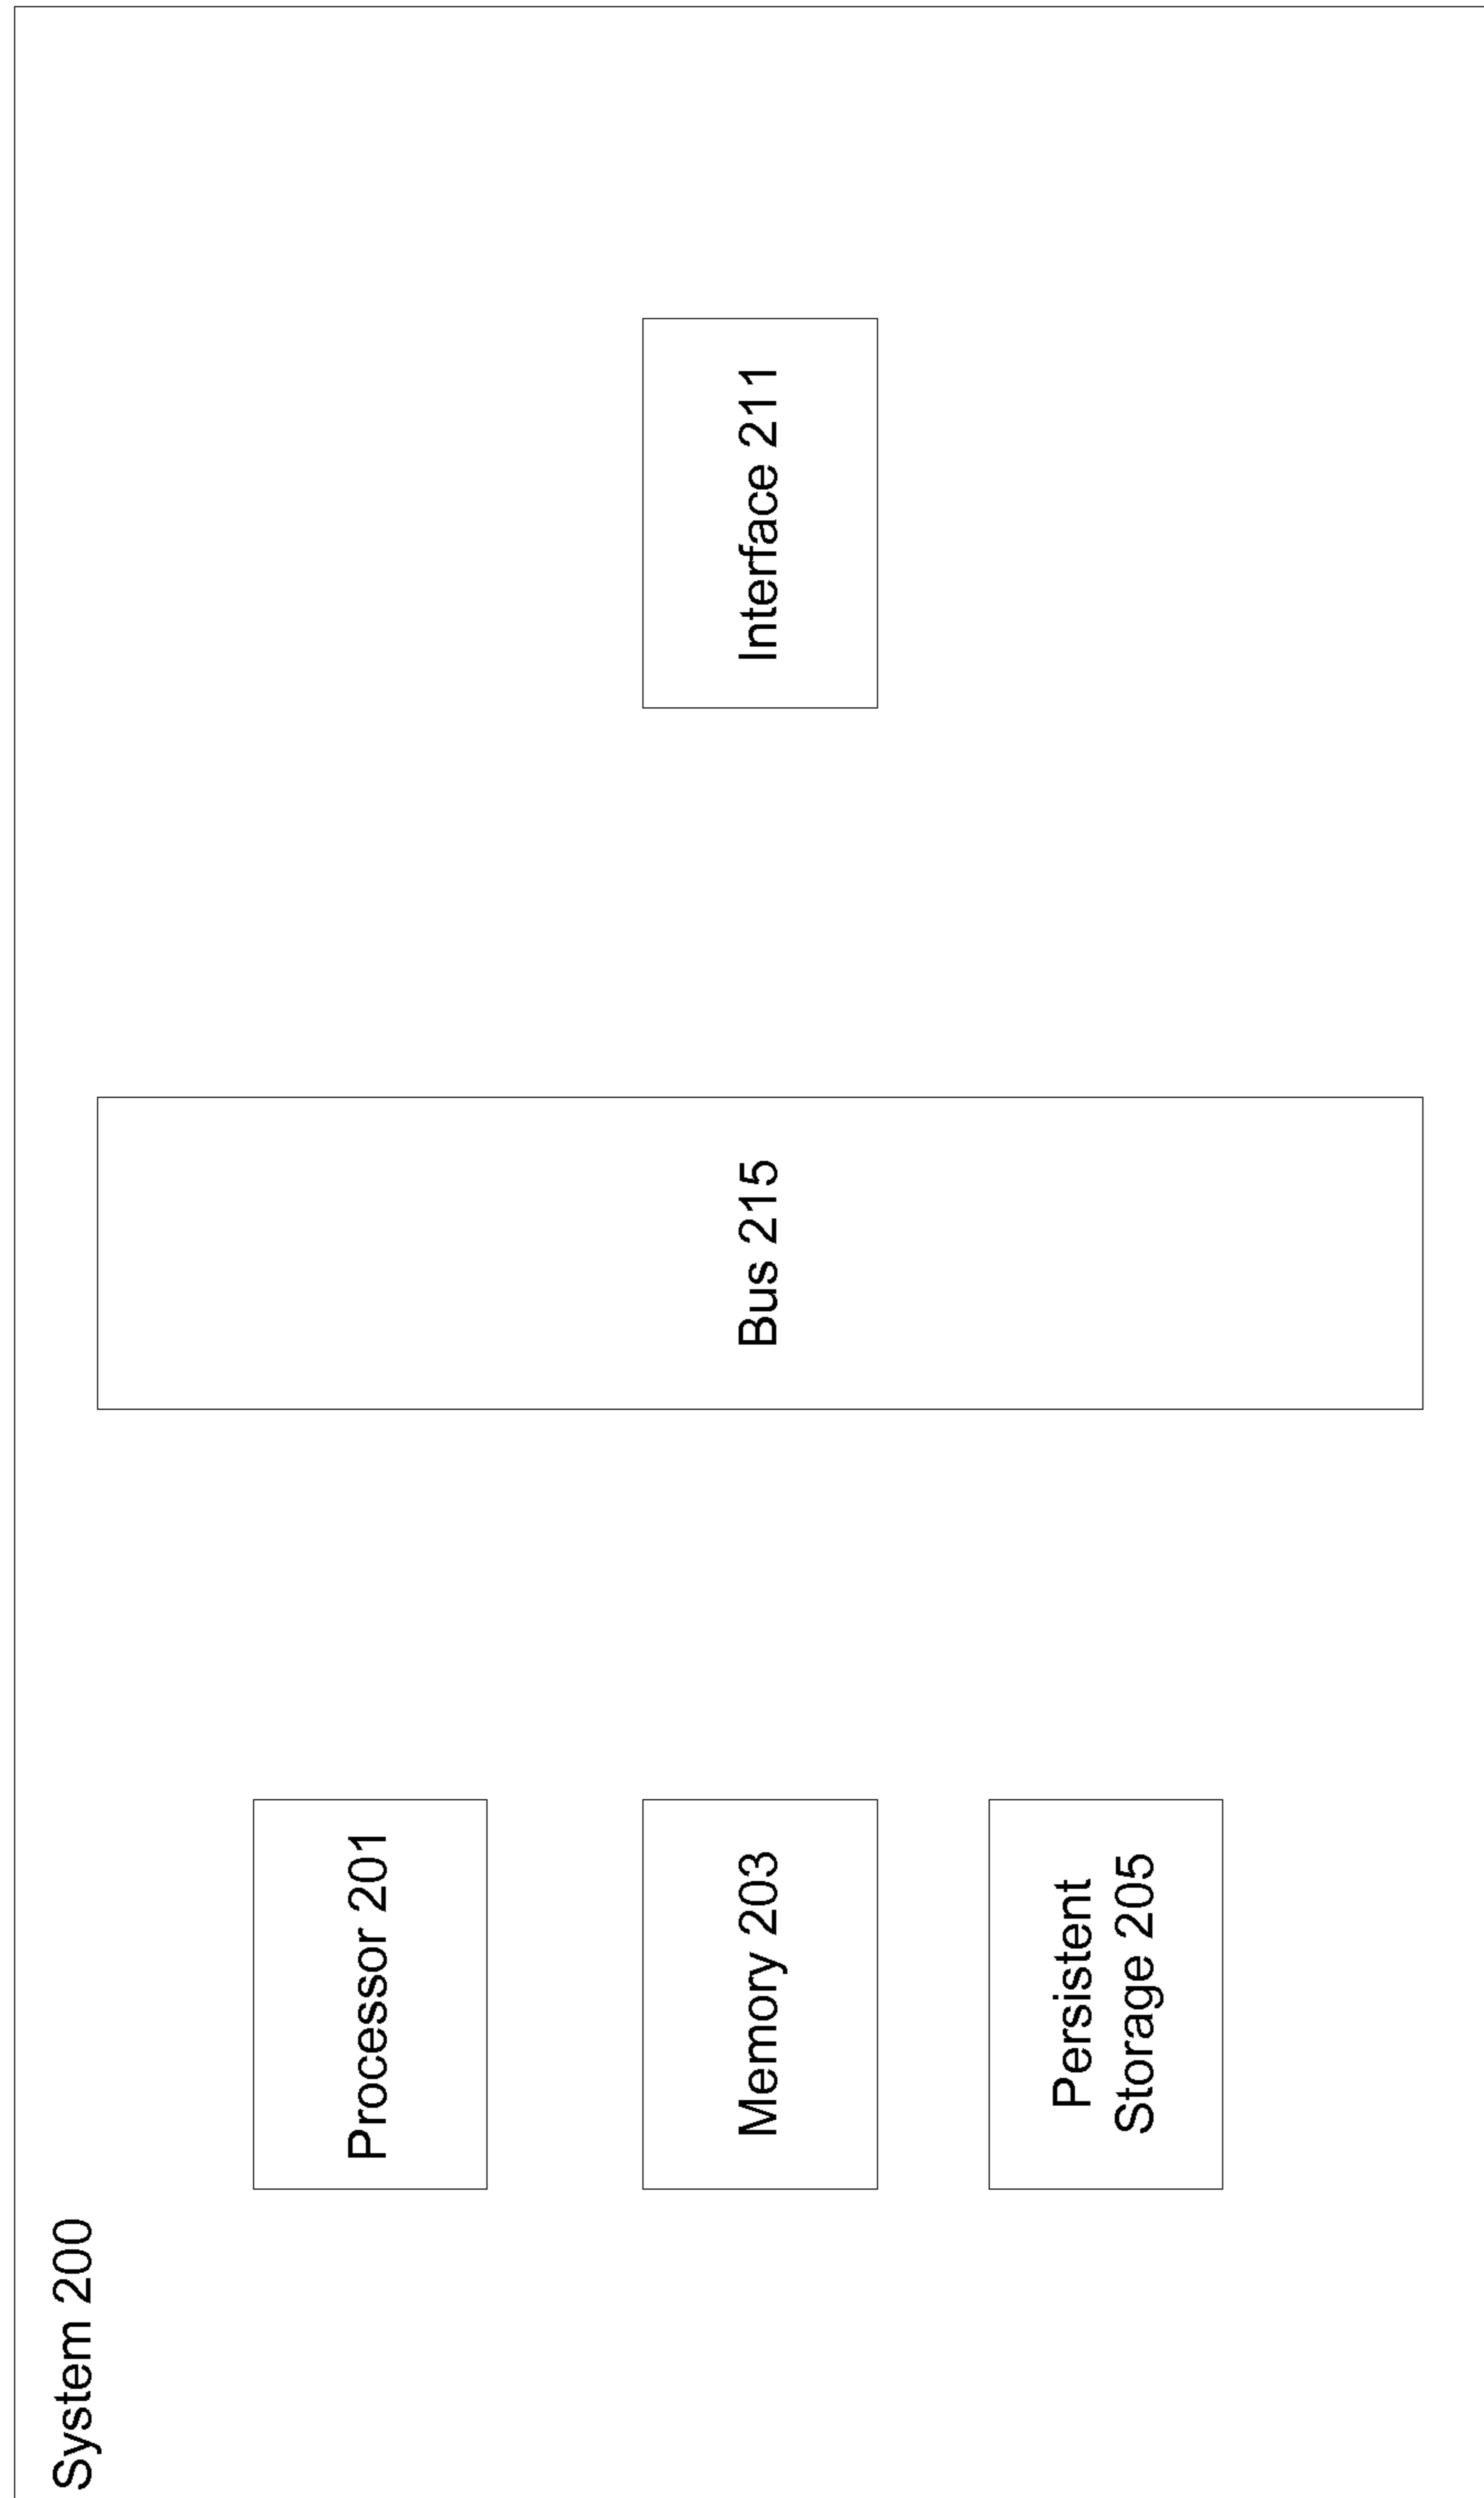 System 200
Processor 201
Memory 203
Persistent
Storage 205
Bus 215
Interface 211